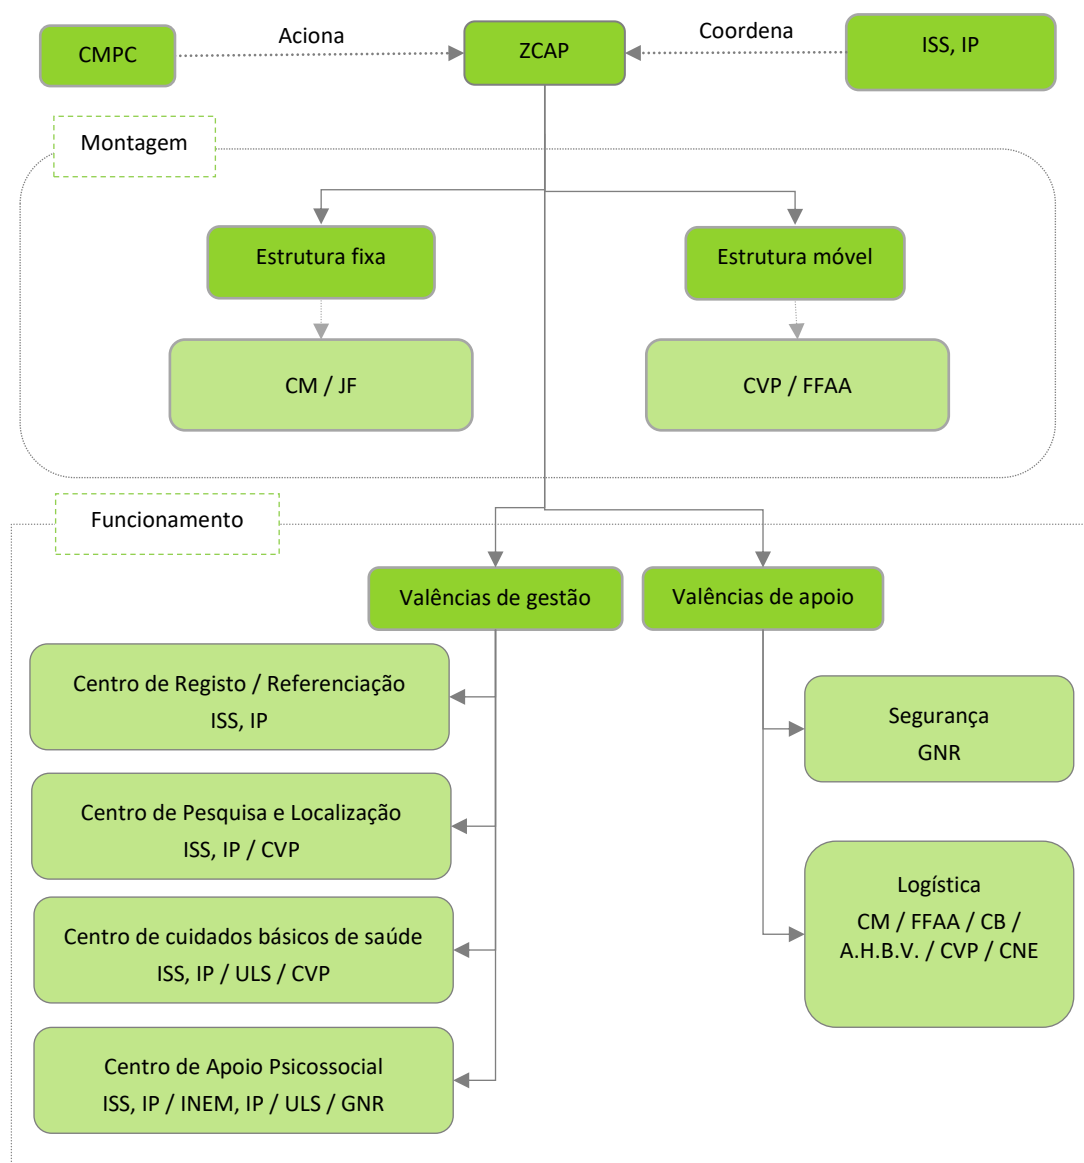 CMPC
Aciona
ZCAP
Coordena
ISS, IP
Montagem
Estrutura fixa
Estrutura móvel
CM / JF
CVP / FFAA
Funcionamento
Valências de gestão
Valências de apoio
Centro de Registo / Referenciação
ISS, IP
Centro de Pesquisa e Localização
ISS, IP / CVP
Centro de cuidados básicos de saúde
ISS, IP / ULS / CVP
Centro de Apoio Psicossocial
ISS, IP / INEM, IP / ULS / GNR
Segurança
GNR
Logística
CM / FFAA / CB /
A.H.B.V. / CVP / CNE